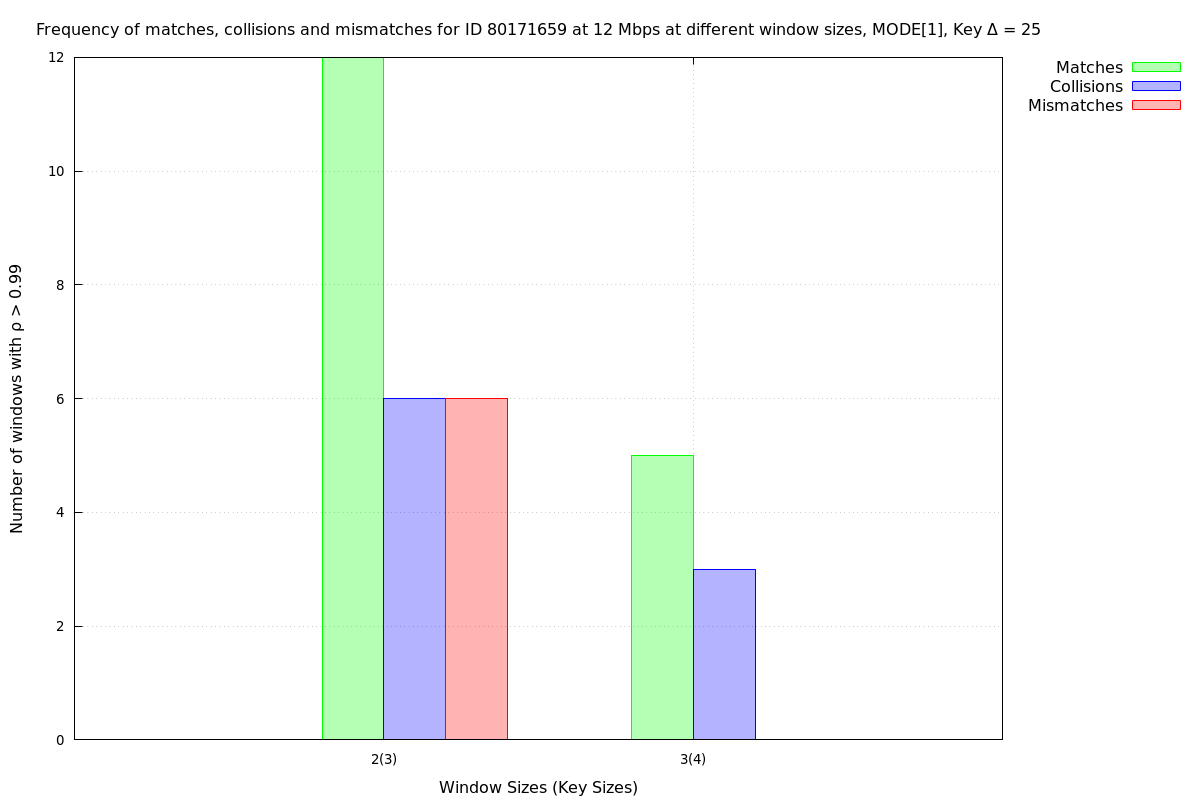 Frequency of matches, collisions and mismatches for ID 80171659 at 12 Mbps at different window sizes, MODE[1], Key Δ = 25
Matches
Collisions
Mismatches
Number of windows with ρ > 0.99
12
10
8
6
4
2
0
2(3) 3(4)
Window Sizes (Key Sizes)